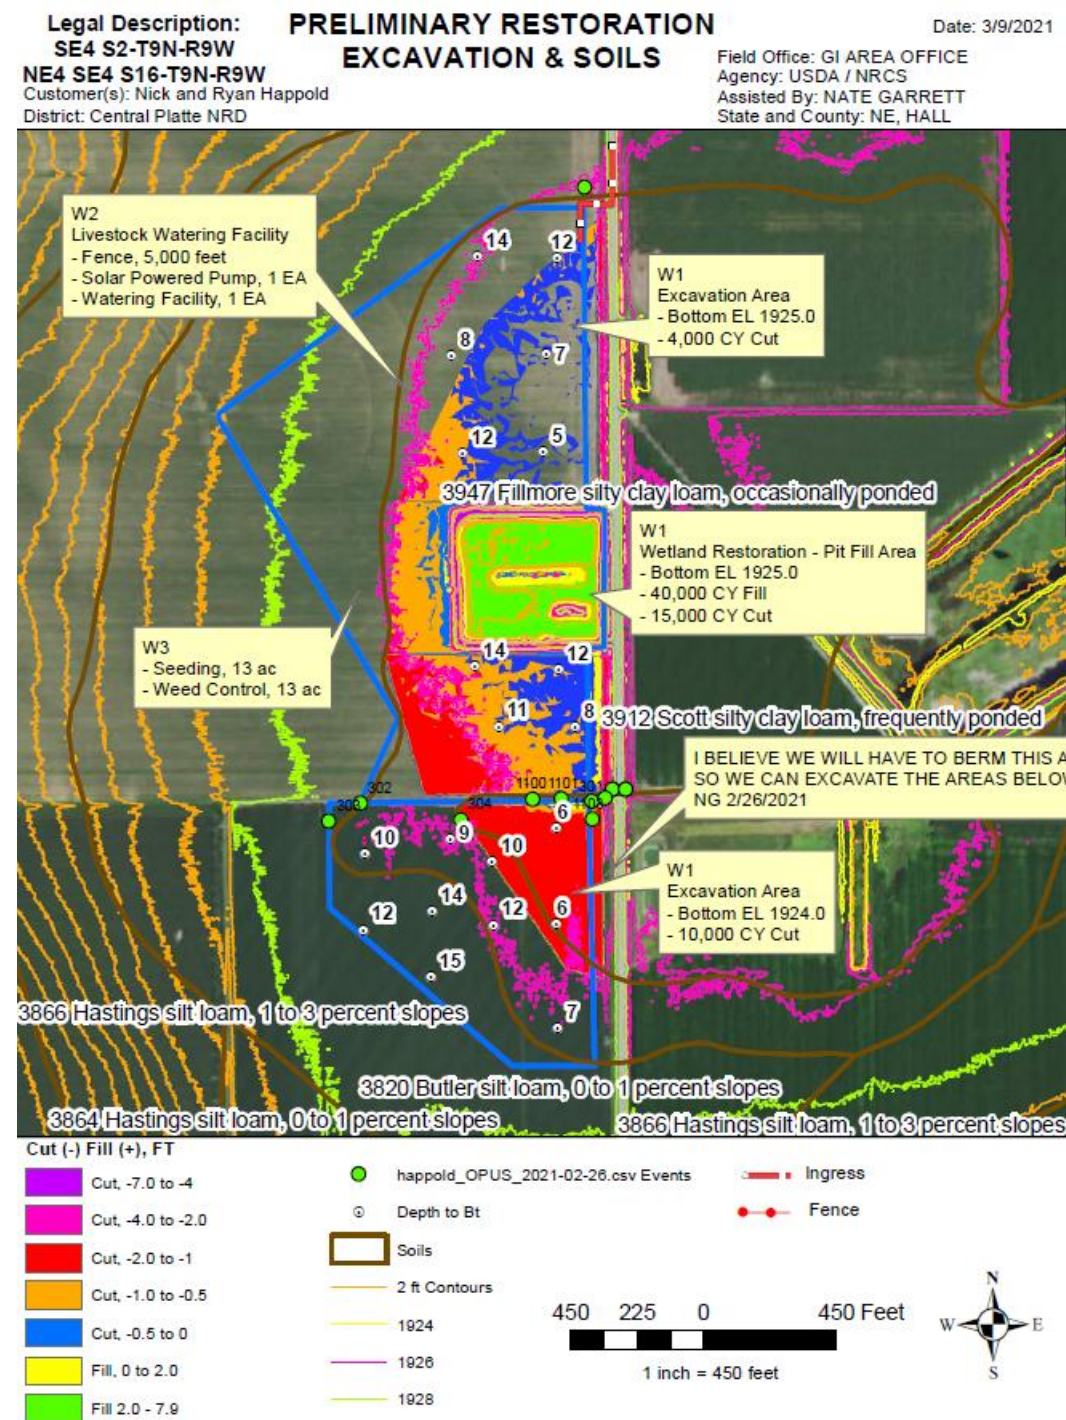 Legal Description:
SE4 S2-T9N-R9W
NE4 SE4 S16-T9N-R9W
Customer(s): Nick and Ryan Happold
District: Central Platte NRD
PRELIMINARY RESTORATION
EXCAVATION & SOILS
Date: 3/9/2021
Field Office: GI AREA OFFICE
Agency: USDA / NRCS
Assisted By: NATE GARRETT
State and County: NE, HALL
W2
Livestock Watering Facility
- Fence, 5,000 feet
- Solar Powered Pump, 1 EA
- Watering Facility, 1 EA
14
12
W1
Excavation Area
- Bottom EL 1925.0
- 4,000 CY Cut
8
7
12
5
3947 Fillmore silty clay loam, occasionally ponded
W1
Wetland Restoration - Pit Fill Area
- Bottom EL 1925.0
- 40,000 CY Fill
- 15,000 CY Cut
W3
- Seeding, 13 ac
- Weed Control, 13 ac
14
12
11
8
3912 Scott silty clay loam, frequently ponded
I BELIEVE WE WILL HAVE TO BERM THIS A
SO WE CAN EXCAVATE THE AREAS BELOW
NG 2/26/2021
302
1100
1101
303
304
6
9
10
10
W1
Excavation Area
- Bottom EL 1924.0
- 10,000 CY Cut
14
12
12
6
15
7
3866 Hastings silt loam, 1 to 3 percent slopes
3820 Butler silt loam, 0 to 1 percent slopes
3864 Hastings silt loam, 0 to 1 percent slopes
3866 Hastings silt loam, 1 to 3 percent slopes
Cut (-) Fill (+), FT
Cut, -7.0 to -4
Cut, -4.0 to -2.0
Cut, -2.0 to -1
Cut, -1.0 to -0.5
Cut, -0.5 to 0
Fill, 0 to 2.0
Fill 2.0 - 7.9
happold_OPUS_2021-02-26.csv Events
Depth to Bt
Soils
2 ft Contours
1924
1926
1928
Ingress
Fence
450 225 0 450 Feet
1 inch = 450 feet
N
W E
S